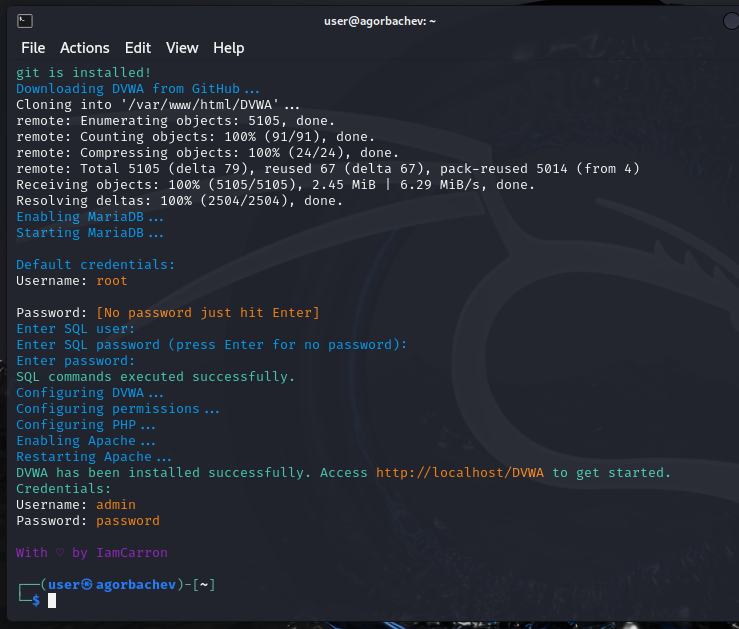 user@agorbachev: ~
File Actions Edit View Help
git is installed!
Downloading DVWA from GitHub...
Cloning into '/var/www/html/DVWA'...
remote: Enumerating objects: 5105, done.
remote: Counting objects: 100% (91/91), done.
remote: Compressing objects: 100% (24/24), done.
remote: Total 5105 (delta 79), reused 67 (delta 67), pack-reused 5014 (from 4)
Receiving objects: 100% (5105/5105), 2.45 MiB | 6.29 MiB/s, done.
Resolving deltas: 100% (2504/2504), done.
Enabling MariaDB...
Starting MariaDB...
Default credentials:
Username: root
Password: [No password just hit Enter]
Enter SQL user:
Enter SQL password (press Enter for no password):
Enter password:
SQL commands executed successfully.
Configuring DVWA...
Configuring permissions...
Configuring PHP...
Enabling Apache...
Restarting Apache...
DVWA has been installed successfully. Access http://localhost/DVWA to get started.
Credentials:
Username: admin
Password: password
With ♡ by IamCarron
┌──(user㉿agorbachev)-[~]
└─$